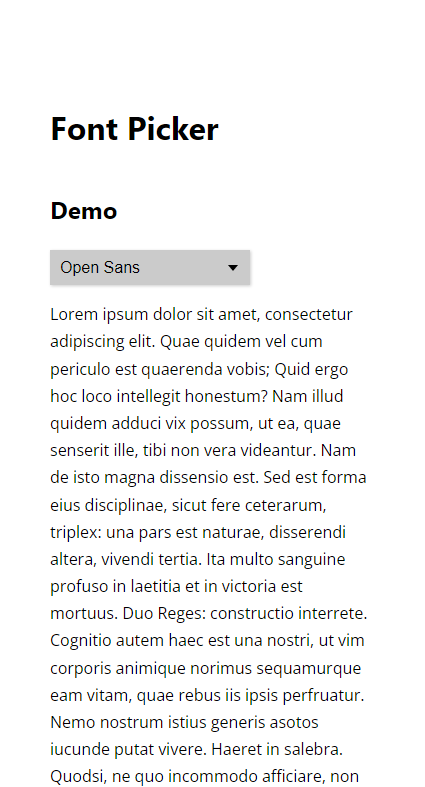 Font Picker
Demo
Open Sans
Lorem ipsum dolor sit amet, consectetur
adipiscing elit. Quae quidem vel cum
periculo est quaerenda vobis; Quid ergo
hoc loco intellegit honestum? Nam illud
quidem adduci vix possum, ut ea, quae
senserit ille, tibi non vera videantur. Nam
de isto magna dissensio est. Sed est forma
eius disciplinae, sicut fere ceterarum,
triplex: una pars est naturae, disserendi
altera, vivendi tertia. Ita multo sanguine
profuso in laetitia et in victoria est
mortuus. Duo Reges: constructio interrete.
Cognitio autem haec est una nostri, ut vim
corporis animique norimus sequamurque
eam vitam, quae rebus iis ipsis perfruatur.
Nemo nostrum istius generis asotos
iucunde putat vivere. Haeret in salebra.
Quodsi, ne quo incommodo afficiare, non